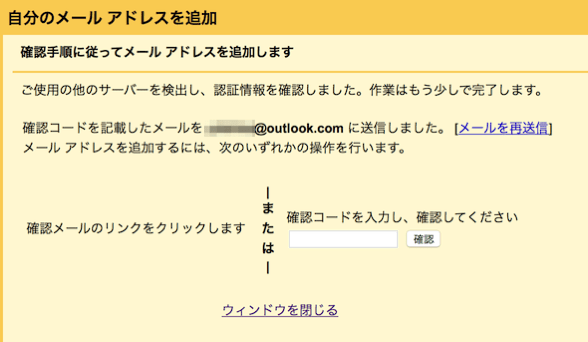 自分のメール アドレスを追加
確認手順に従ってメール アドレスを追加します
ご使用の他のサーバーを検出し、認証情報を確認しました。作業はもう少しで完了します。
確認コードを記載したメールを @outlook.com に送信しました。 [メールを再送信]
メール アドレスを追加するには、次のいずれかの操作を行います。
確認メールのリンクをクリックします
ーまたはー
確認コードを入力し、確認してください
確認
ウィンドウを閉じる